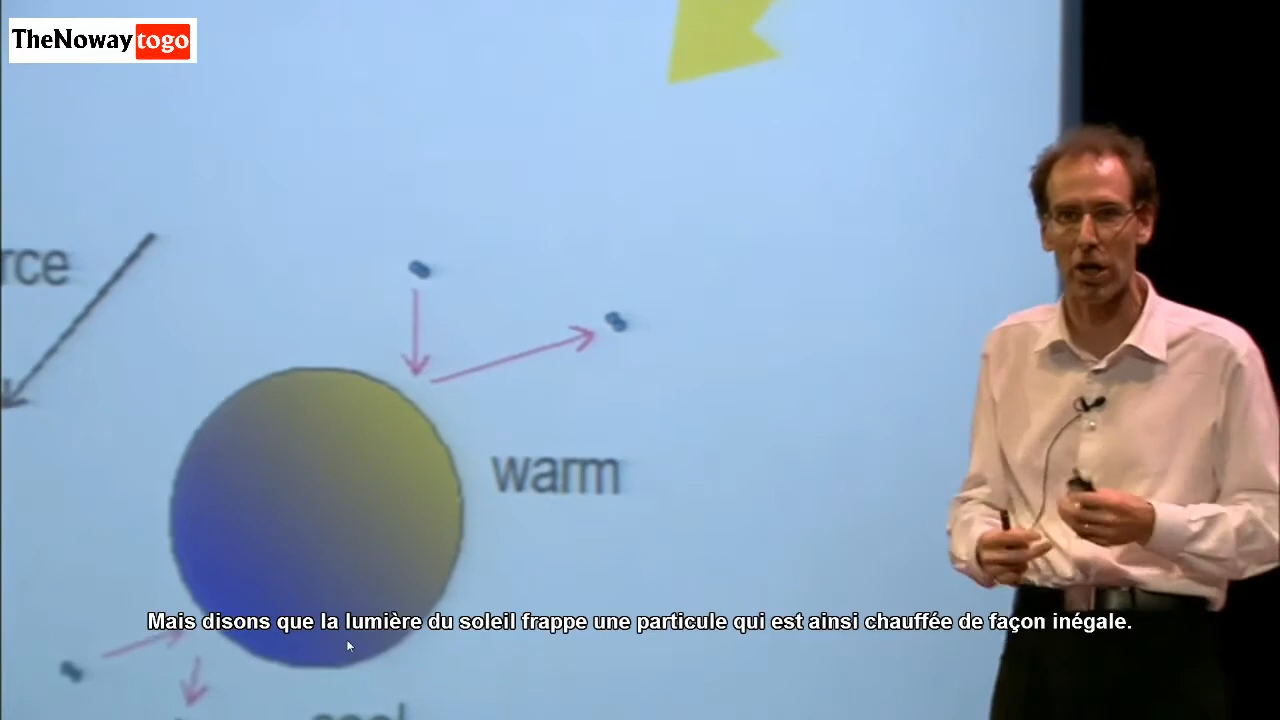 TheNowaytogo
rce
warm
Mais disons que la lumière du soleil frappe une particule qui est ainsi chauffée de façon inégale.
cool